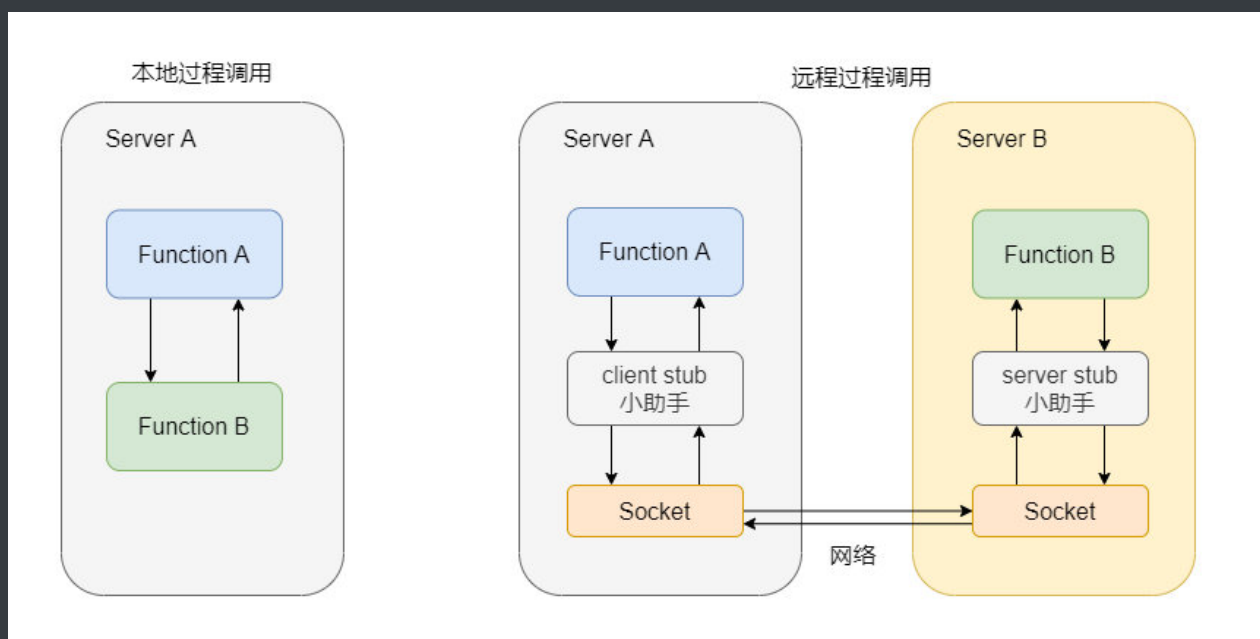 本地过程调用
Server A
Function A
Function B
远程过程调用
Server A
Function A
client stub
小助手
Socket
网络
Server B
Function B
server stub
小助手
Socket